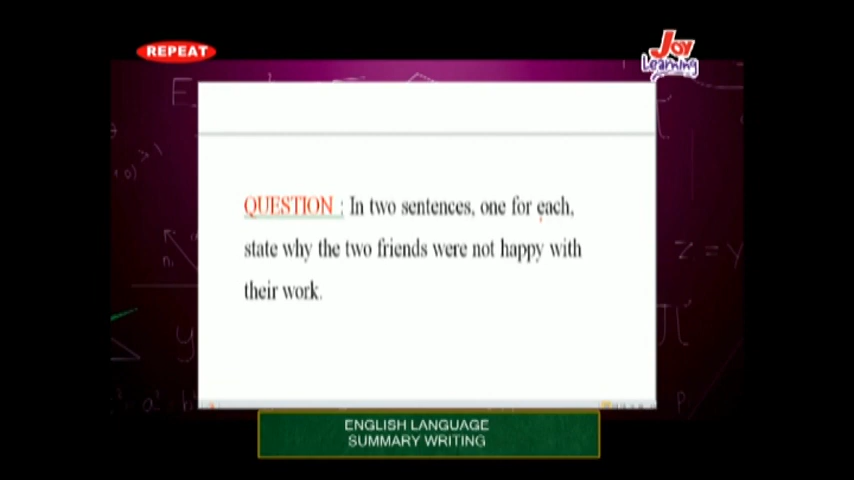 REPEAT
Joy
Learning
QUESTION : In two sentences, one for each,
state why the two friends were not happy with
their work.
z = y
ENGLISH LANGUAGE
SUMMARY WRITING